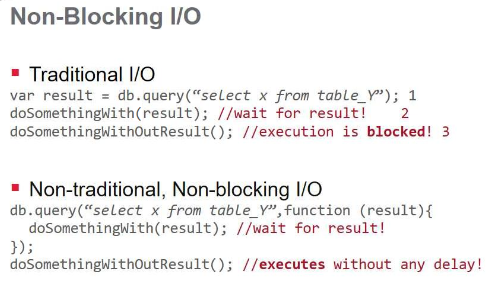 Non-Blocking I/O
Traditional I/O
var result = db.query(“select x from table_Y”); 1
doSomethingWith(result); //wait for result! 2
doSomethingWithOutResult(); //execution is blocked! 3
Non-traditional, Non-blocking I/O
db.query(“select x from table_Y”,function (result){
doSomethingWith(result); //wait for result!
});
doSomethingWithOutResult(); //executes without any delay!